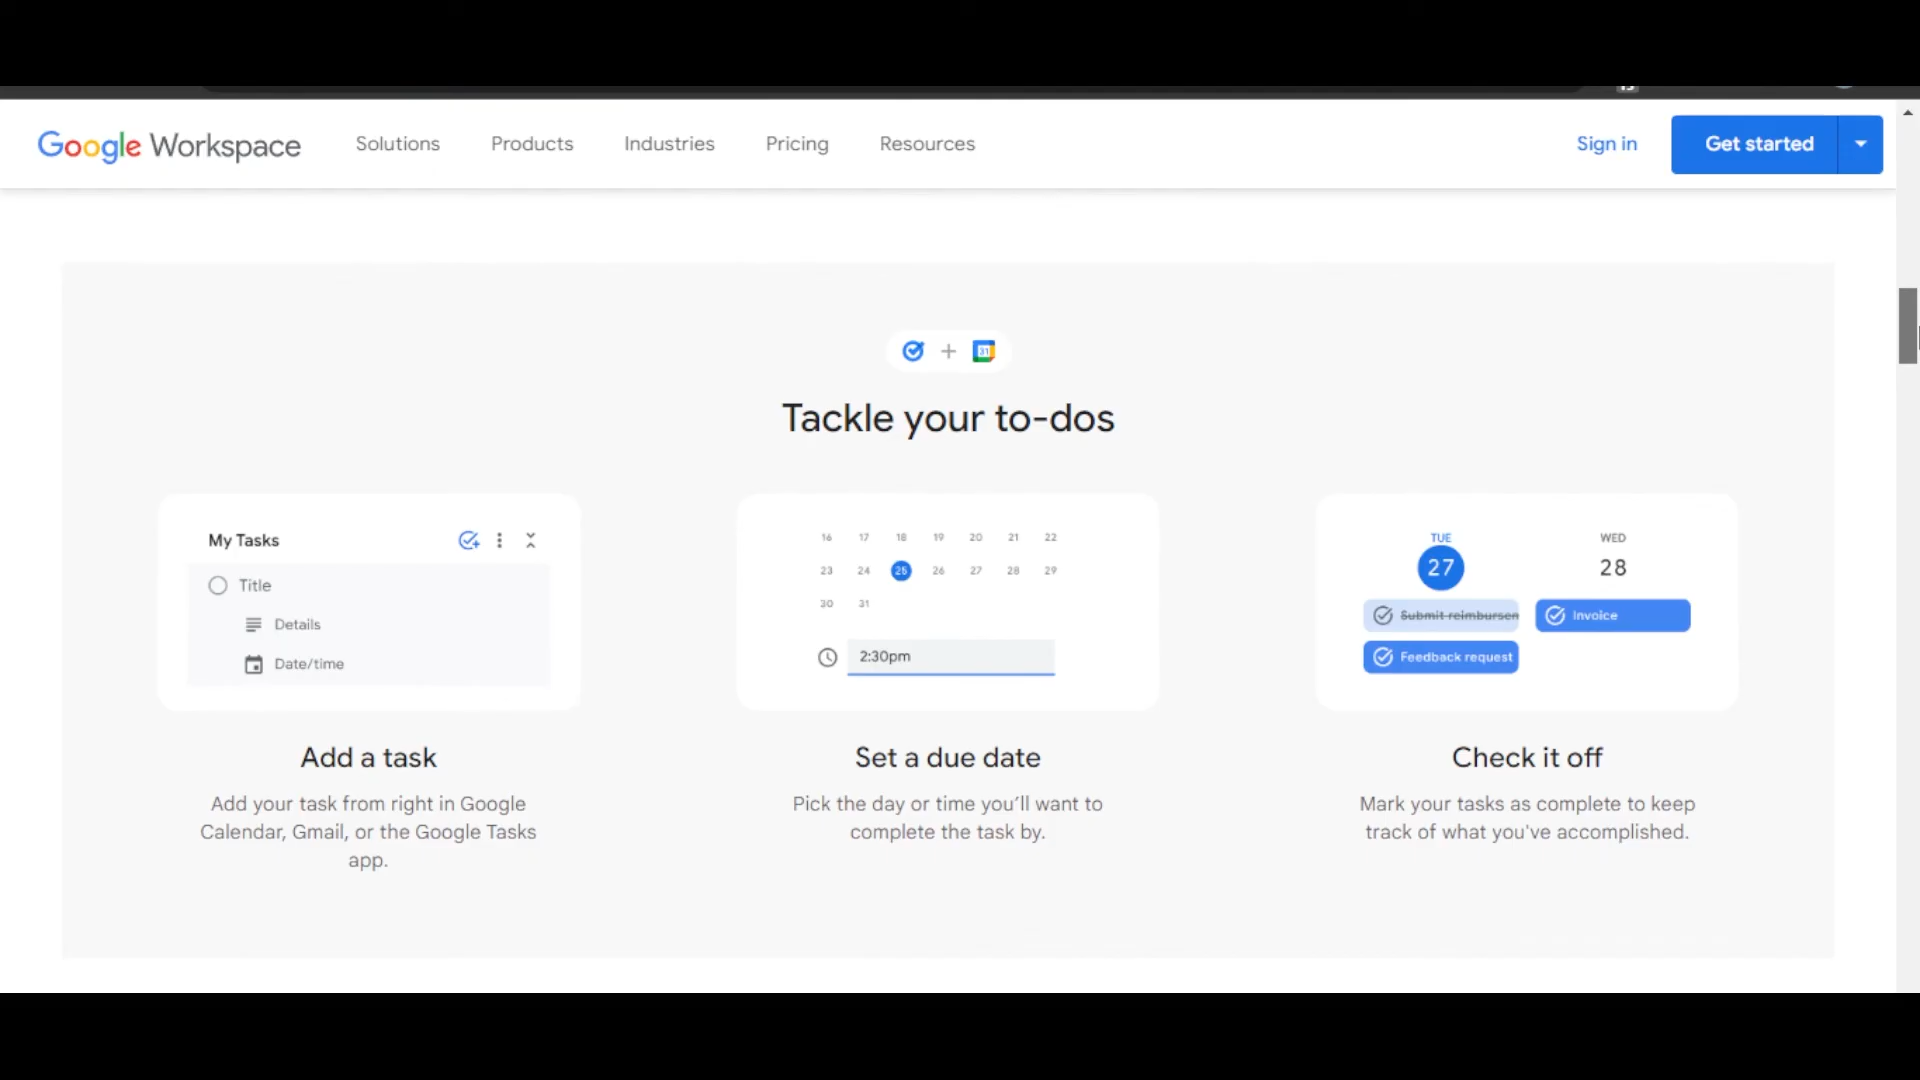 Google Workspace Solutions Products Industries Pricing Resources Sign in Get started
31
Tackle your to-dos
My Tasks
Title
Details
Date/time
16 17 18 19 20 21 22
23 24 25 26 27 28 29
30 31
2:30pm
TUE WED
27 28
Submit reimbursem Invoice
Feedback request
Add a task
Add your task from right in Google
Calendar, Gmail, or the Google Tasks
app.
Set a due date
Pick the day or time you’ll want to
complete the task by.
Check it off
Mark your tasks as complete to keep
track of what you've accomplished.